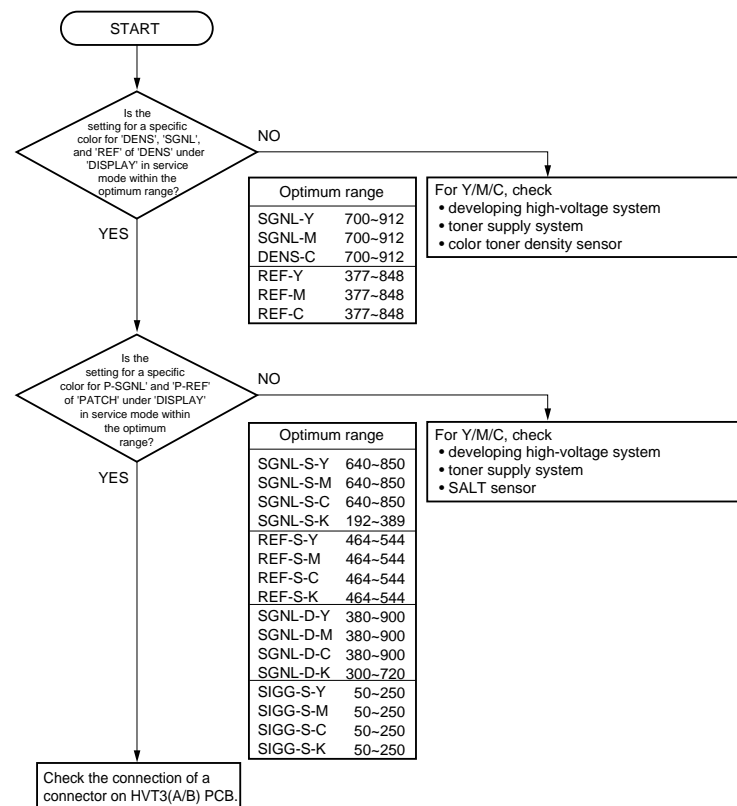 START
Is the
setting for a specific
color for 'DENS', 'SGNL',
and 'REF' of 'DENS' under
'DISPLAY' in service
mode within the
optimum range?
NO
YES
Optimum range
SGNL-Y 700~912
SGNL-M 700~912
DENS-C 700~912
REF-Y 377~848
REF-M 377~848
REF-C 377~848
For Y/M/C, check
• developing high-voltage system
• toner supply system
• color toner density sensor
Is the
setting for a specific
color for P-SGNL' and 'P-REF'
of 'PATCH' under 'DISPLAY'
in service mode within
the optimum
range?
NO
YES
Optimum range
SGNL-S-Y 640~850
SGNL-S-M 640~850
SGNL-S-C 640~850
SGNL-S-K 192~389
REF-S-Y 464~544
REF-S-M 464~544
REF-S-C 464~544
REF-S-K 464~544
SGNL-D-Y 380~900
SGNL-D-M 380~900
SGNL-D-C 380~900
SGNL-D-K 300~720
SIGG-S-Y 50~250
SIGG-S-M 50~250
SIGG-S-C 50~250
SIGG-S-K 50~250
For Y/M/C, check
• developing high-voltage system
• toner supply system
• SALT sensor
Check the connection of a
connector on HVT3(A/B) PCB.